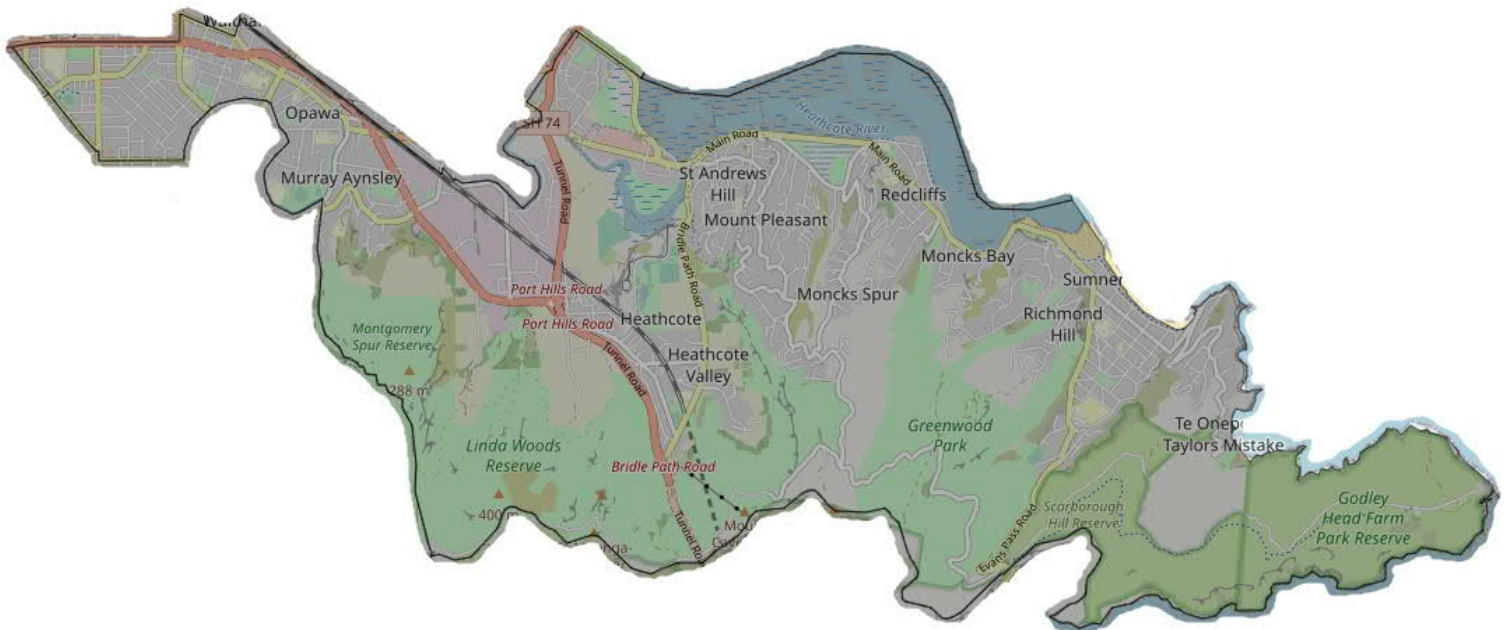 Opawa
SH 74
Heathcote River
Main Road
Main Road
Murray Aynsley
Tunnel Road
St Andrews
Hill
Redcliffs
Mount Pleasant
Bridle Path Road
Moncks Bay
Sumner
Port Hills Road
Moncks Spur
Port Hills Road
Heathcote
Richmond
Hill
Montgomery
Spur Reserve
Tunnel Road
Heathcote
Valley
288 m
Linda Woods
Reserve
Greenwood
Park
Taylors Mistake
Bridle Path Road
400 m
Tunnel Roa
Evans Pass Road
Scarborough
Hill Reserve
Godley
Head Farm
Park Reserve